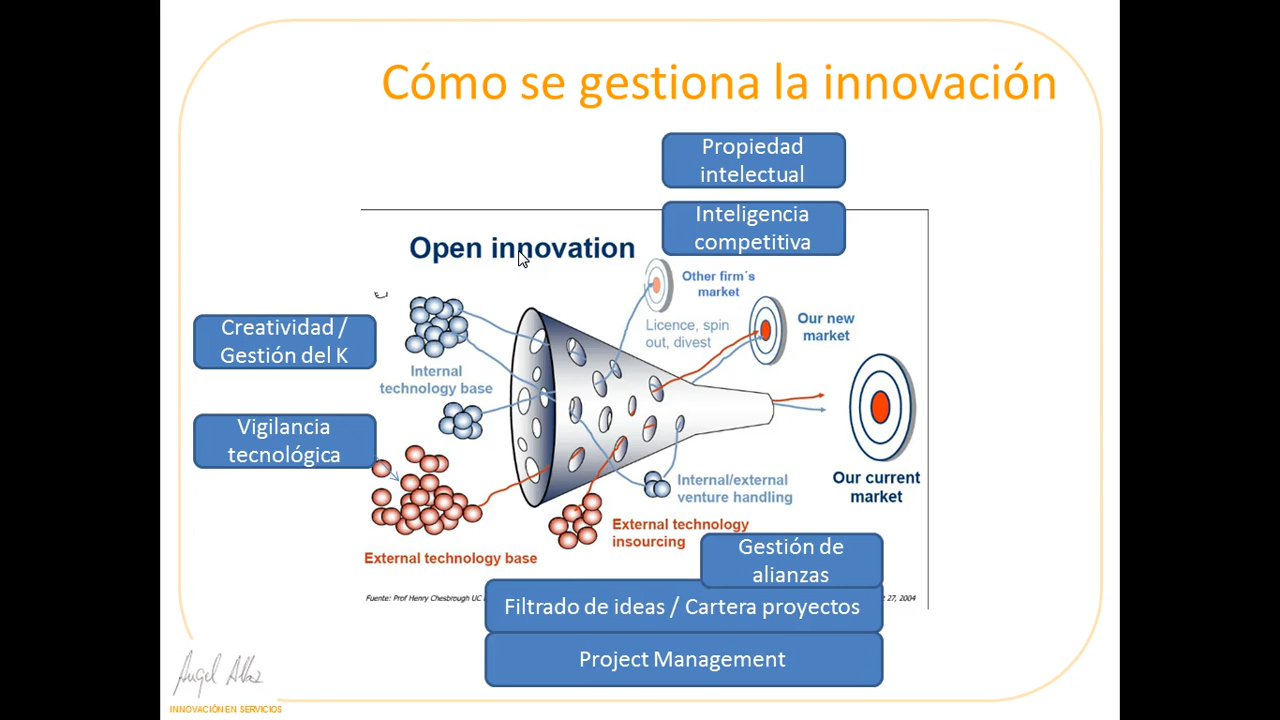 Cómo se gestiona la innovación
Propiedad
intelectual
Inteligencia
competitiva
Open innovation
Other firm´s
market
Licence, spin
out, divest
Our new
market
Creatividad /
Gestión del K
Internal
technology base
Vigilancia
tecnológica
Our current
market
Internal/external
venture handling
External technology
insourcing
External technology base
Gestión de
alianzas
Fuente: Prof Henry Chesbrough UC
27, 2004
Filtrado de ideas / Cartera proyectos
Project Management
Angel Alba
INNOVACIÓN EN SERVICIOS